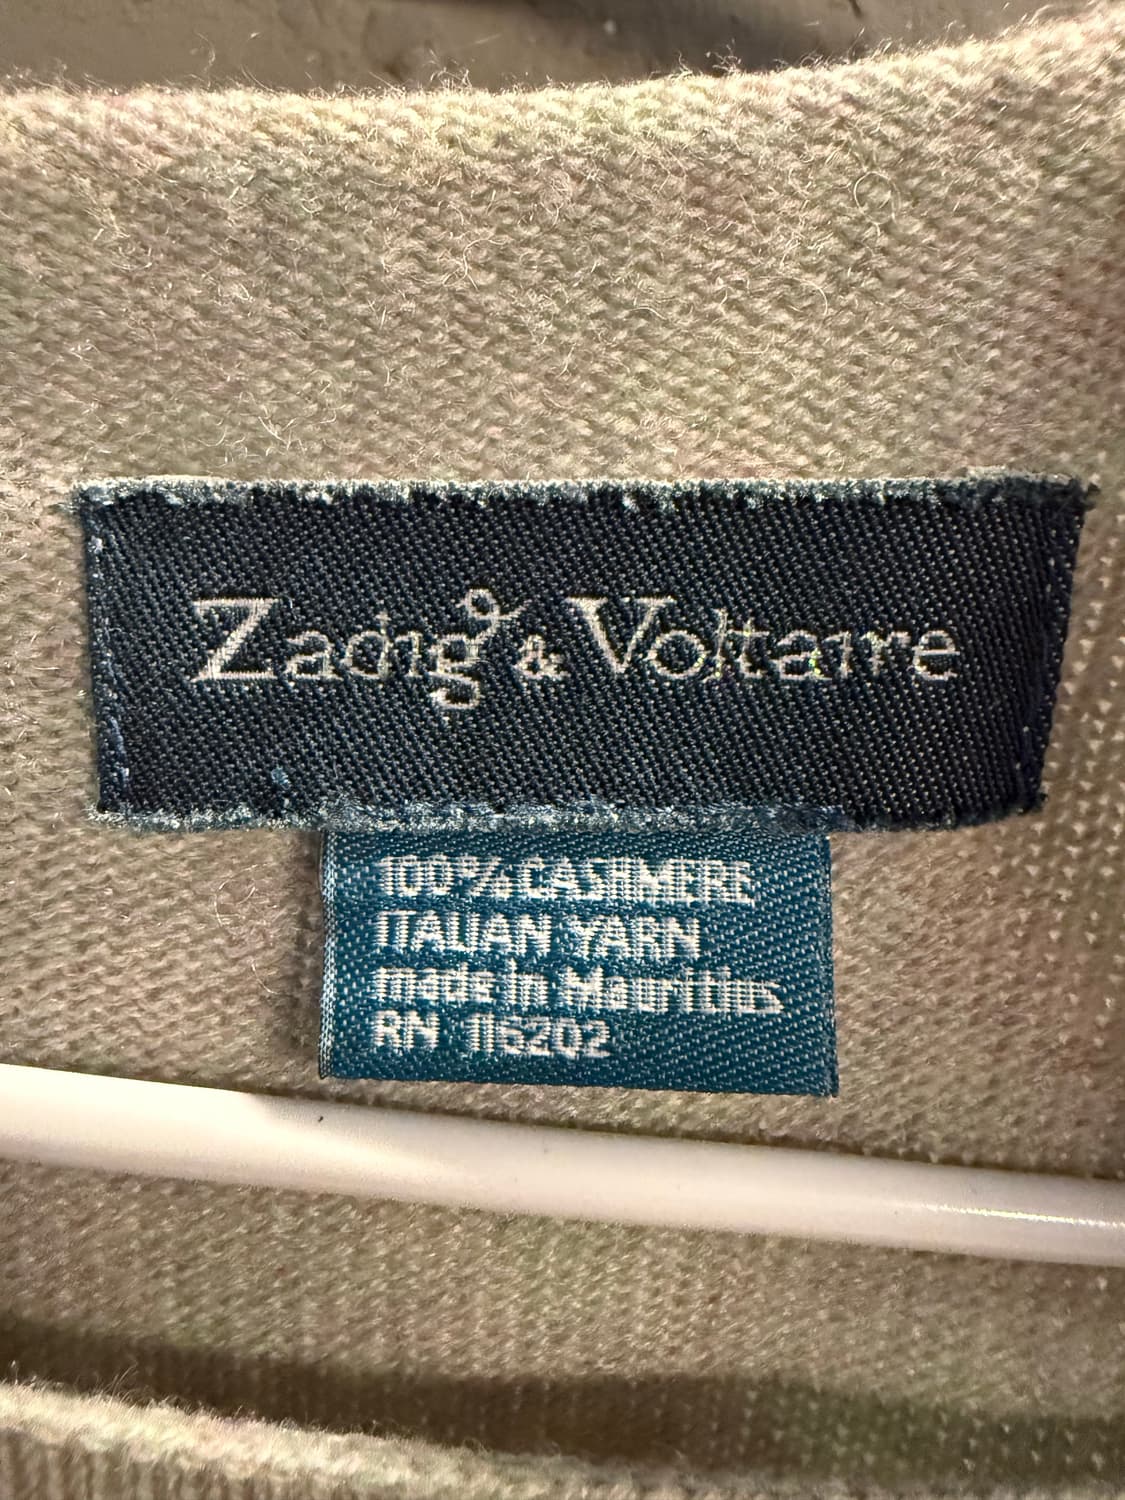 Zadig & Voltaire
100% CASHMERE
ITALIAN YARN
made in Mauritius
RN 116202